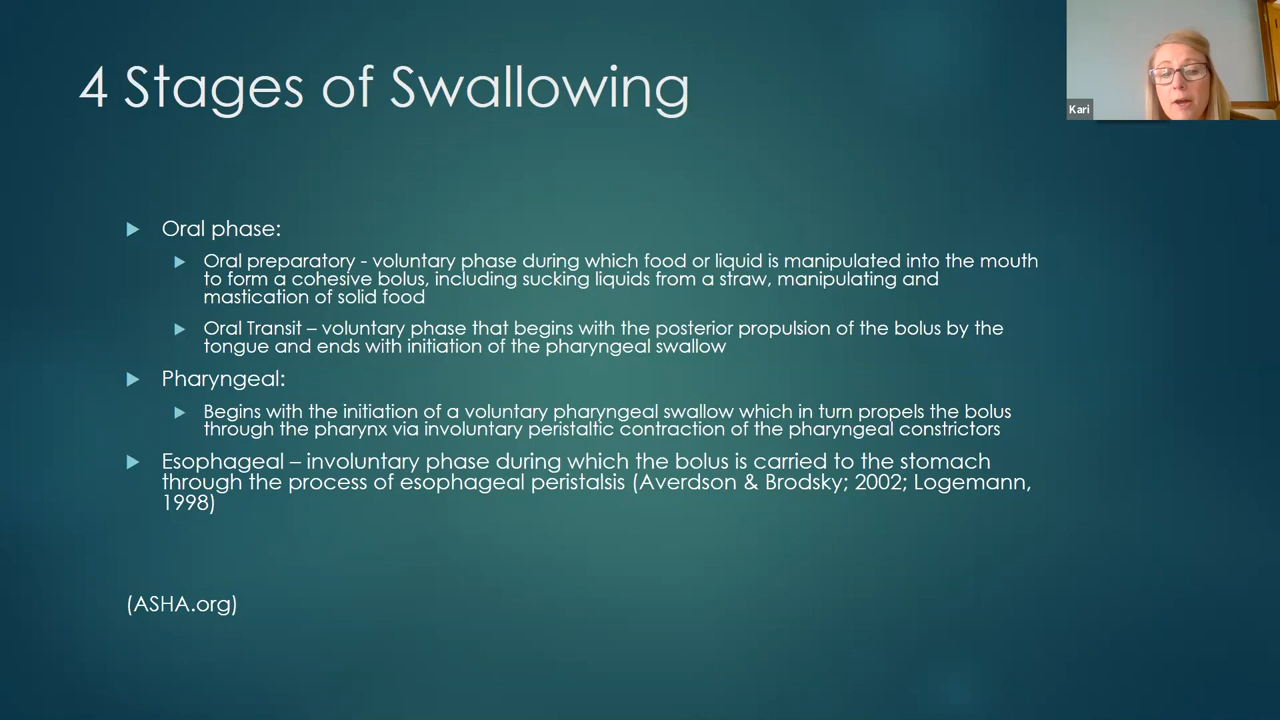 4 Stages of Swallowing
Kari
Oral phase:
Oral preparatory - voluntary phase during which food or liquid is manipulated into the mouth
to form a cohesive bolus, including sucking liquids from a straw, manipulating and
mastication of solid food
Oral Transit – voluntary phase that begins with the posterior propulsion of the bolus by the
tongue and ends with initiation of the pharyngeal swallow
Pharyngeal:
Begins with the initiation of a voluntary pharyngeal swallow which in turn propels the bolus
through the pharynx via involuntary peristaltic contraction of the pharyngeal constrictors
Esophageal – involuntary phase during which the bolus is carried to the stomach
through the process of esophageal peristalsis (Averdson & Brodsky; 2002; Logemann,
1998)
(ASHA.org)